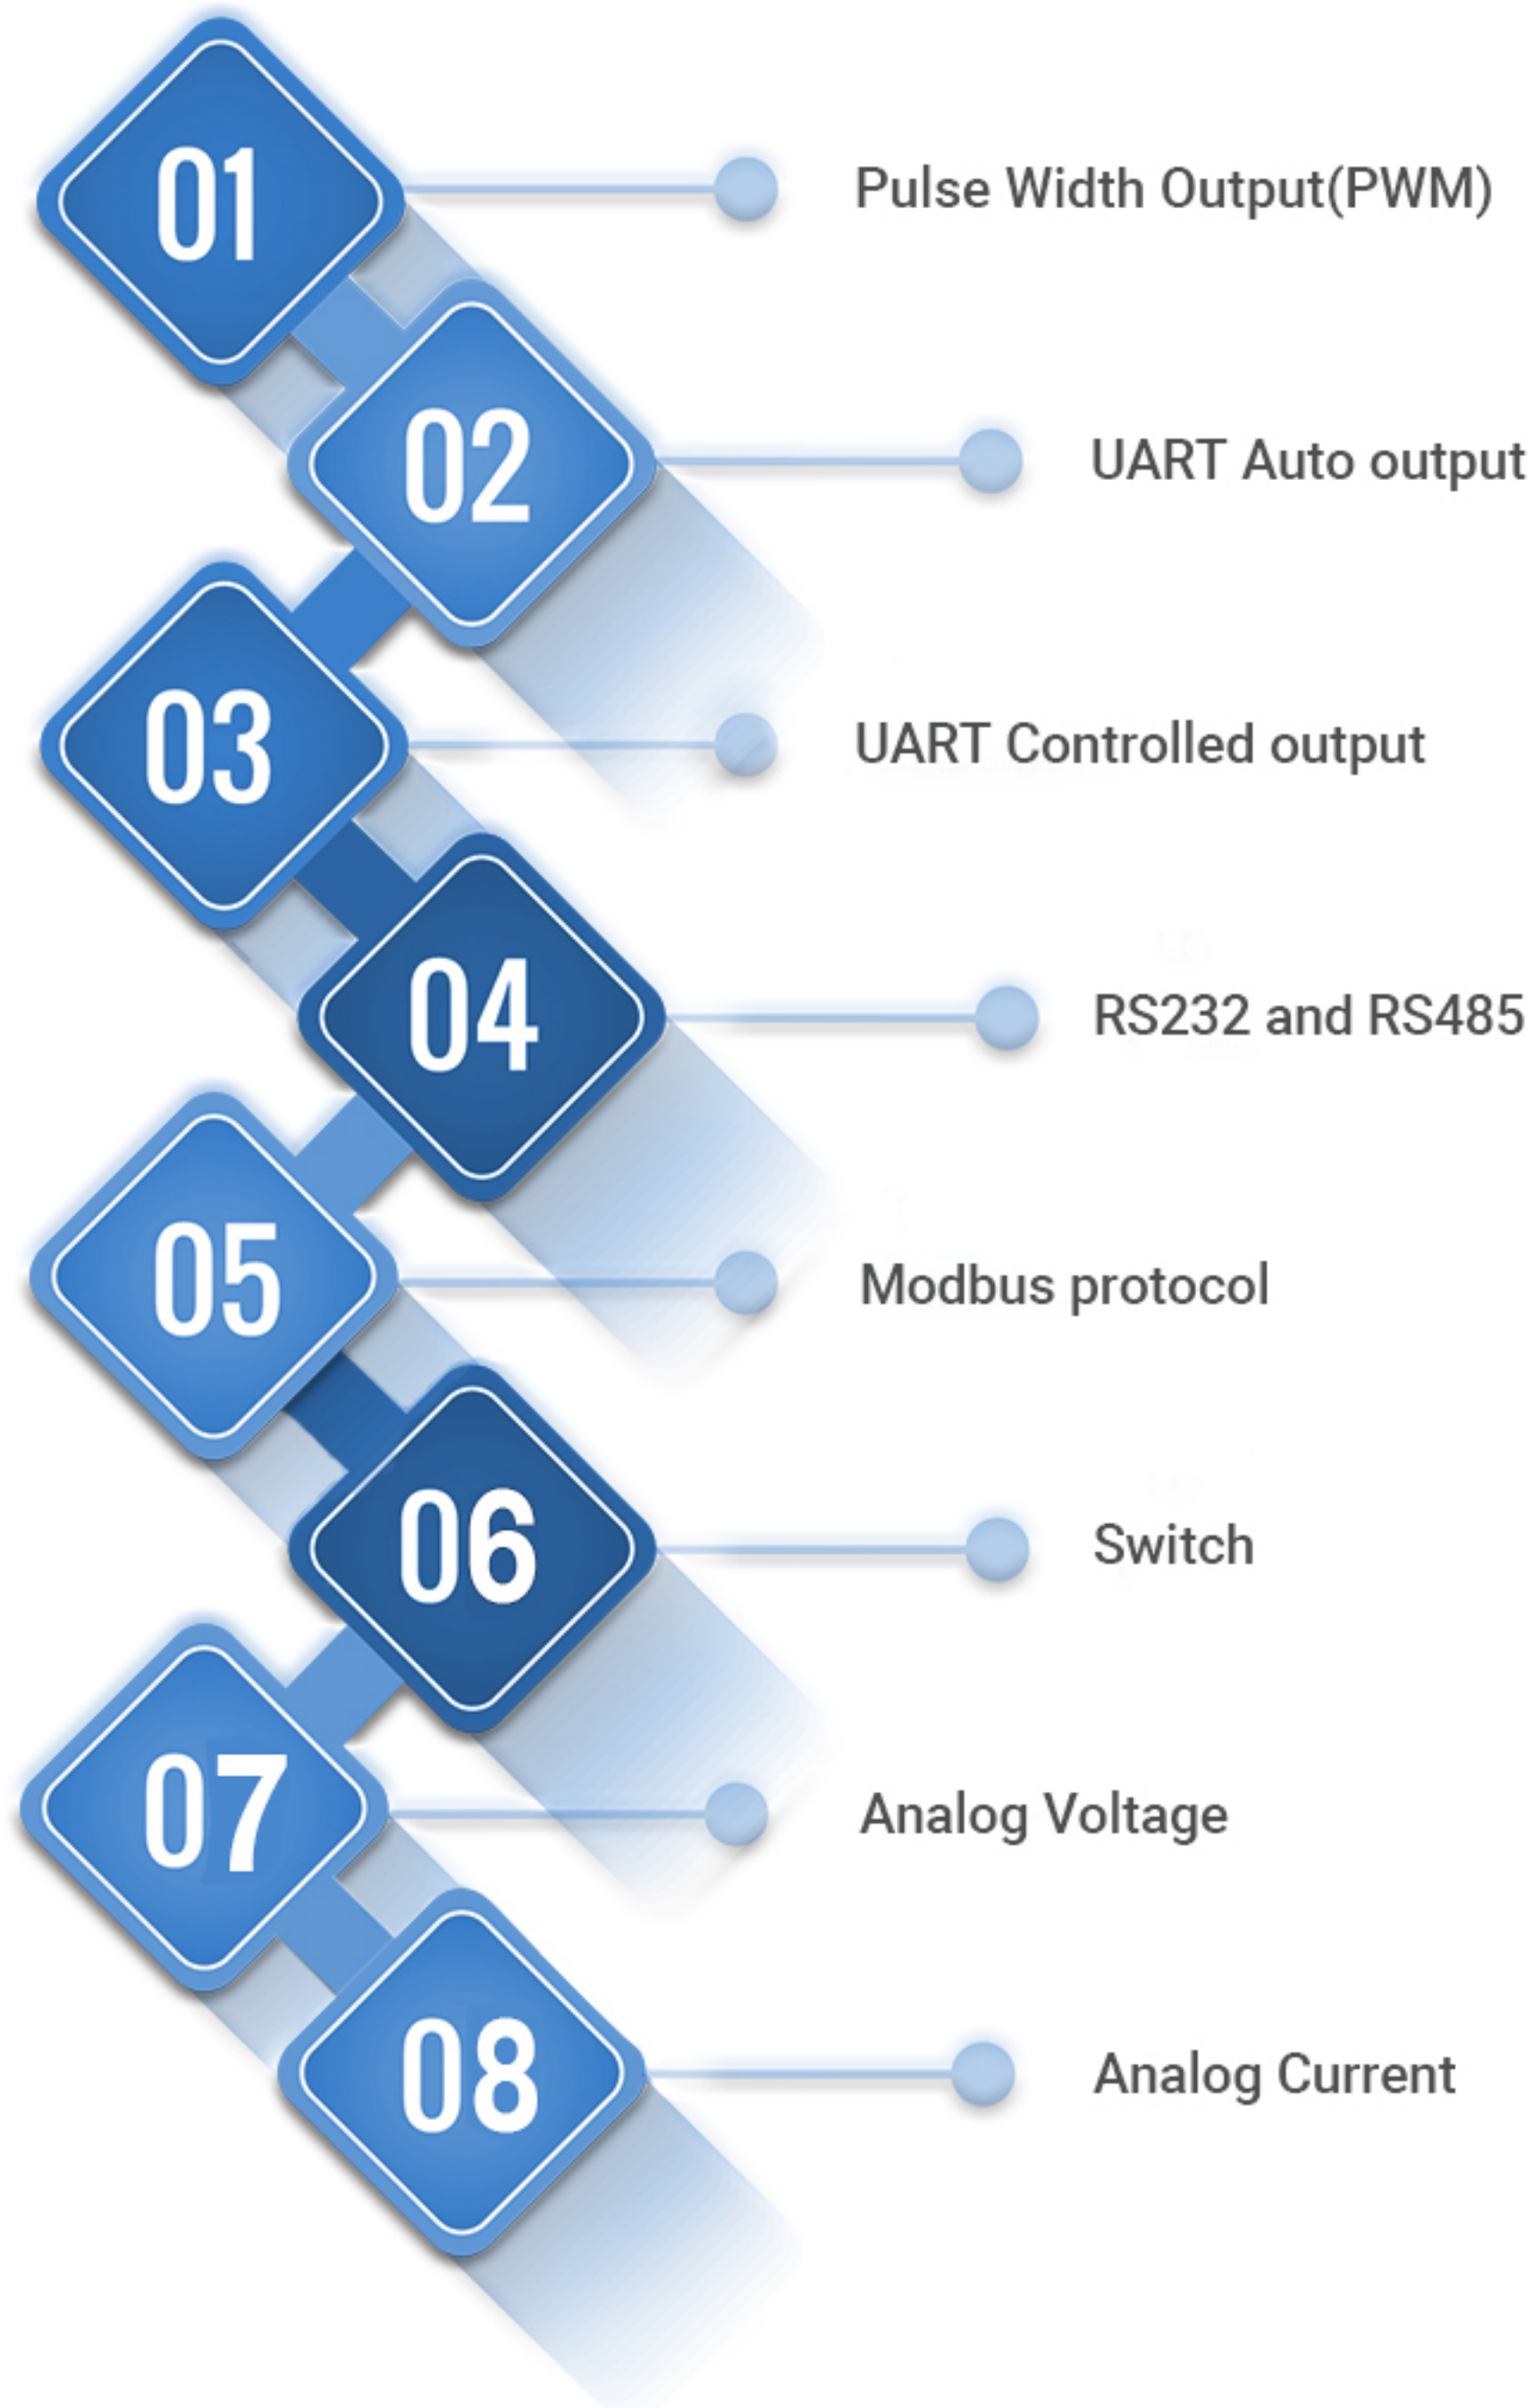 01
Pulse Width Output(PWM)
02
UART Auto output
03
UART Controlled output
04
RS232 and RS485
05
Modbus protocol
06
Switch
07
Analog Voltage
08
Analog Current